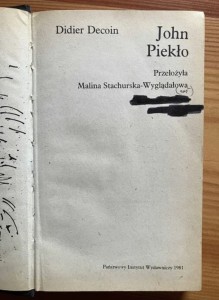 Didier Decoin
John
Piekło
Przełożyła
Malina Stachurska-Wyglądałowa
Państwowy Instytut Wydawniczy 1981